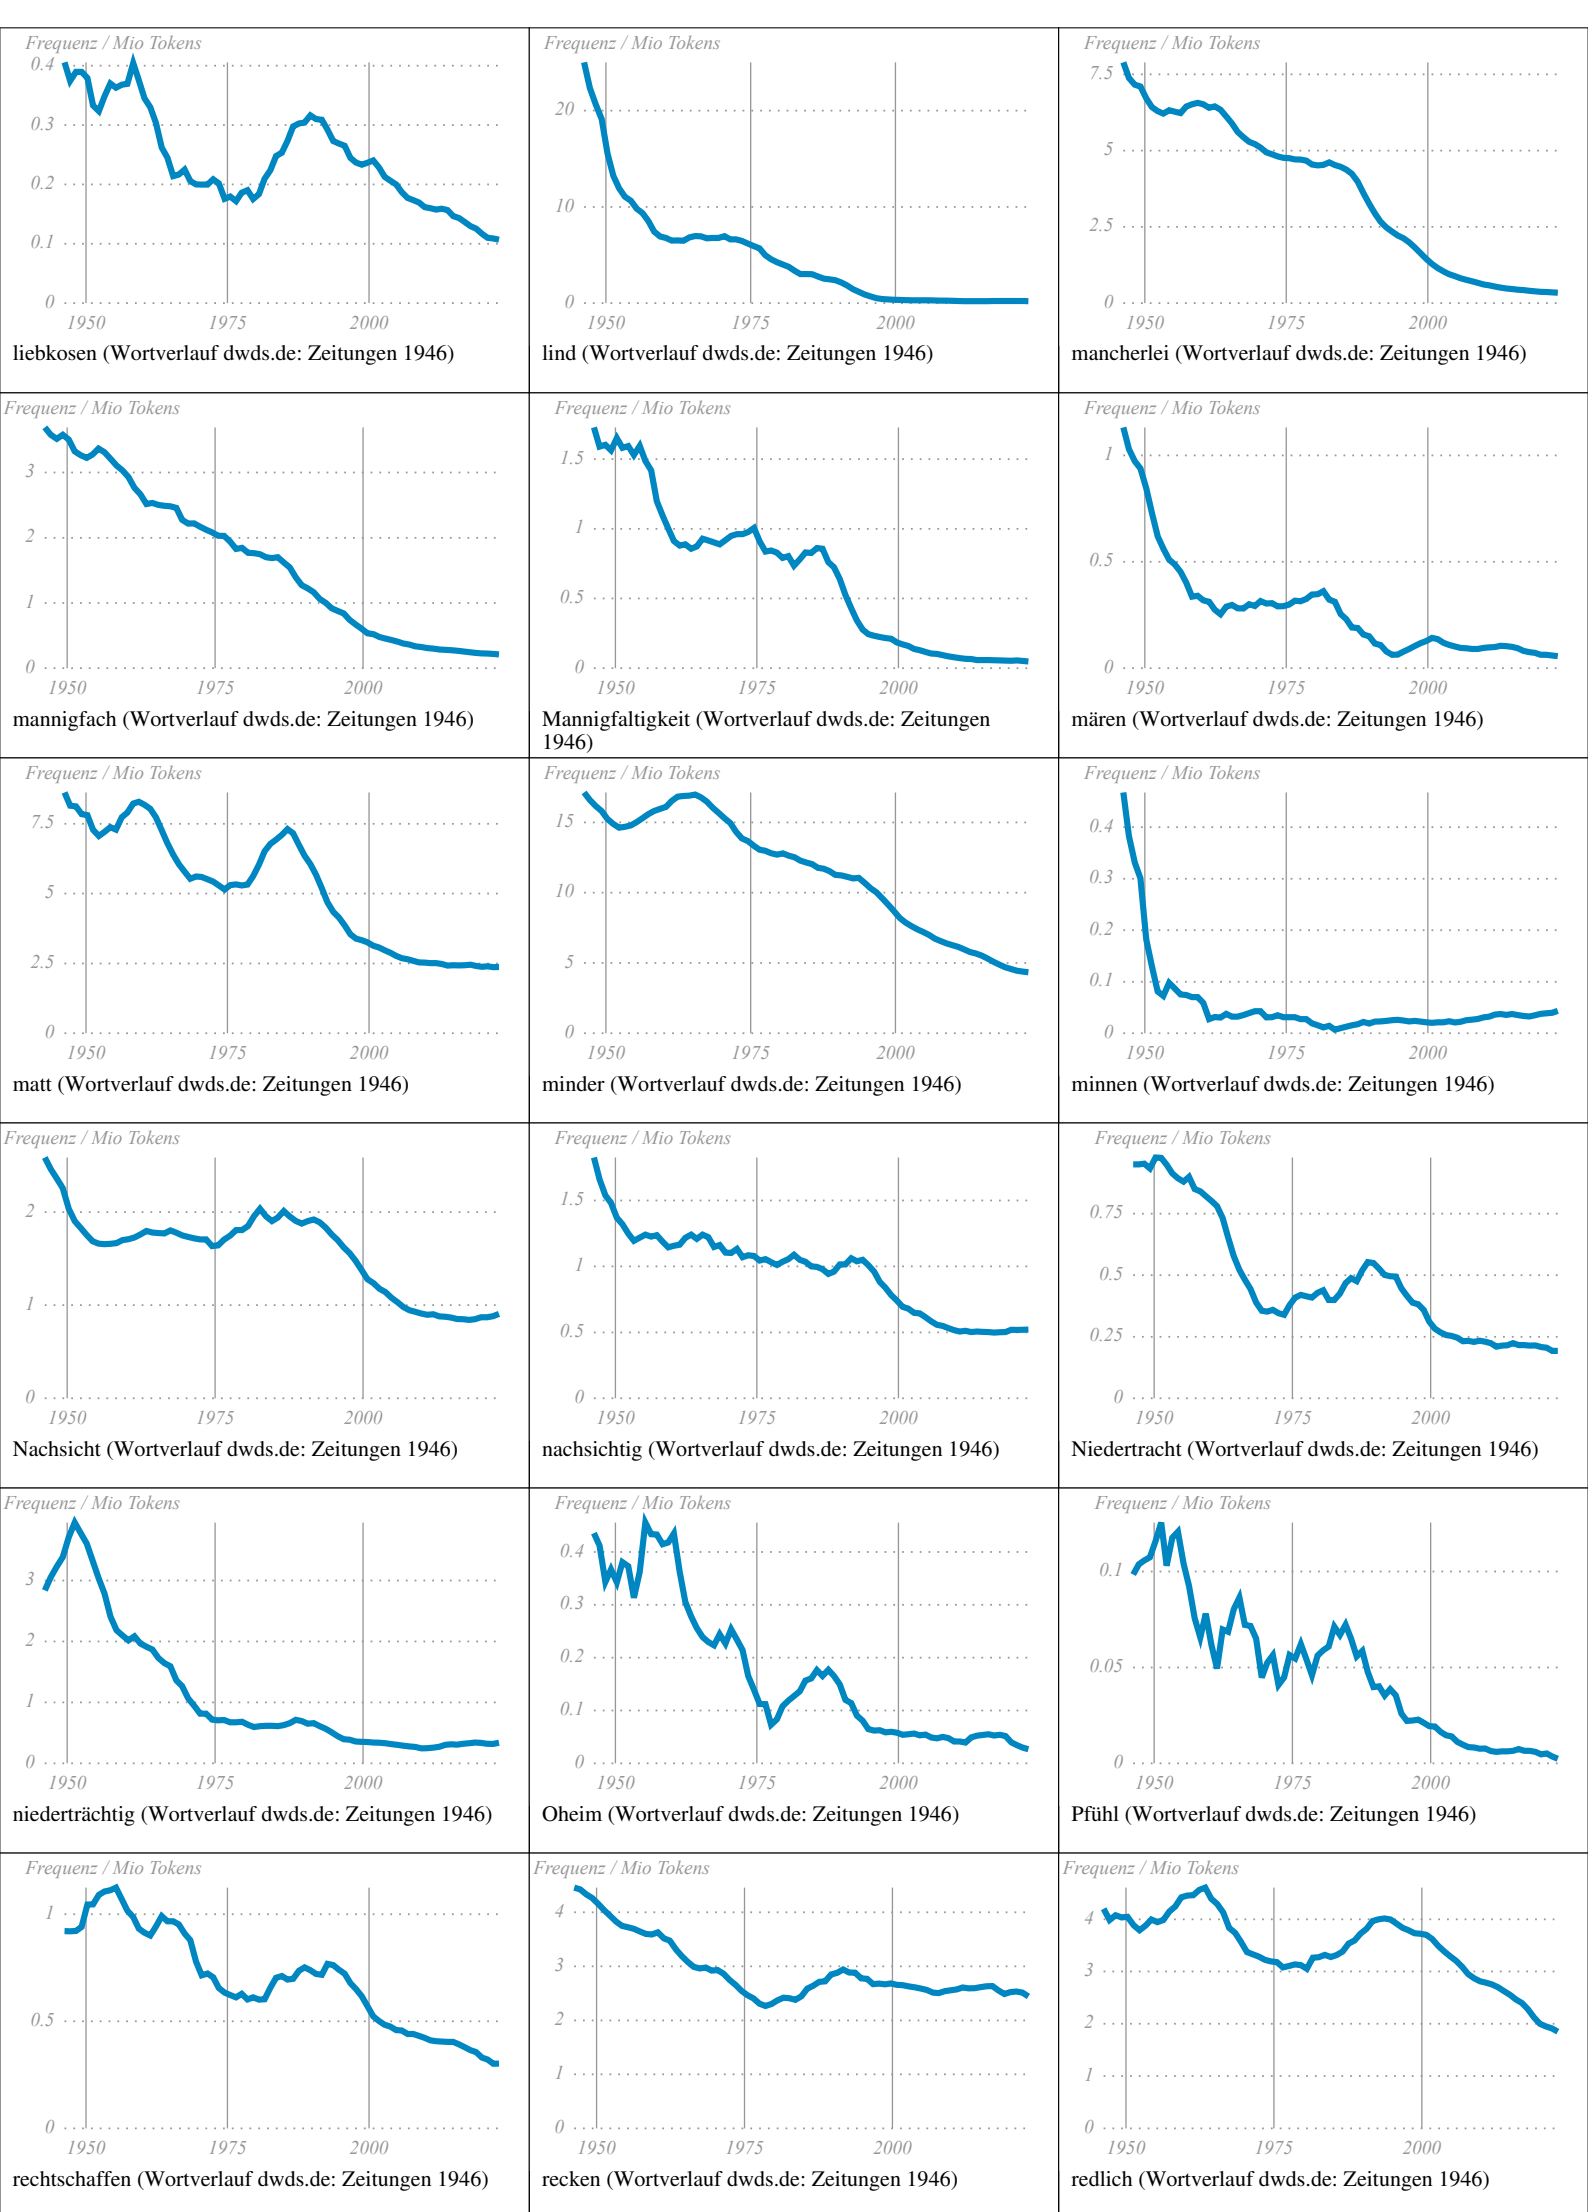 Frequenz / Mio Tokens
0.4
0.3
0.2
0.1
0
1950 1975 2000
liebkosen (Wortverlauf dwds.de: Zeitungen 1946)
Frequenz / Mio Tokens
20
10
0
1950 1975 2000
lind (Wortverlauf dwds.de: Zeitungen 1946)
Frequenz / Mio Tokens
7.5
5
2.5
0
1950 1975 2000
mancherlei (Wortverlauf dwds.de: Zeitungen 1946)
Frequenz / Mio Tokens
3
2
1
0
1950 1975 2000
mannigfach (Wortverlauf dwds.de: Zeitungen 1946)
Frequenz / Mio Tokens
1.5
1
0.5
0
1950 1975 2000
Mannigfaltigkeit (Wortverlauf dwds.de: Zeitungen
1946)
Frequenz / Mio Tokens
1
0.5
0
1950 1975 2000
mären (Wortverlauf dwds.de: Zeitungen 1946)
Frequenz / Mio Tokens
7.5
5
2.5
0
1950 1975 2000
matt (Wortverlauf dwds.de: Zeitungen 1946)
Frequenz / Mio Tokens
15
10
5
0
1950 1975 2000
minder (Wortverlauf dwds.de: Zeitungen 1946)
Frequenz / Mio Tokens
0.4
0.3
0.2
0.1
0
1950 1975 2000
minnen (Wortverlauf dwds.de: Zeitungen 1946)
Frequenz / Mio Tokens
2
1
0
1950 1975 2000
Nachsicht (Wortverlauf dwds.de: Zeitungen 1946)
Frequenz / Mio Tokens
1.5
1
0.5
0
1950 1975 2000
nachsichtig (Wortverlauf dwds.de: Zeitungen 1946)
Frequenz / Mio Tokens
0.75
0.5
0.25
0
1950 1975 2000
Niedertracht (Wortverlauf dwds.de: Zeitungen 1946)
Frequenz / Mio Tokens
3
2
1
0
1950 1975 2000
niederträchtig (Wortverlauf dwds.de: Zeitungen 1946)
Frequenz / Mio Tokens
0.4
0.3
0.2
0.1
0
1950 1975 2000
Oheim (Wortverlauf dwds.de: Zeitungen 1946)
Frequenz / Mio Tokens
0.1
0.05
0
1950 1975 2000
Pfühl (Wortverlauf dwds.de: Zeitungen 1946)
Frequenz / Mio Tokens
1
0.5
0
1950 1975 2000
rechtschaffen (Wortverlauf dwds.de: Zeitungen 1946)
Frequenz / Mio Tokens
4
3
2
1
0
1950 1975 2000
recken (Wortverlauf dwds.de: Zeitungen 1946)
Frequenz / Mio Tokens
4
3
2
1
0
1950 1975 2000
redlich (Wortverlauf dwds.de: Zeitungen 1946)